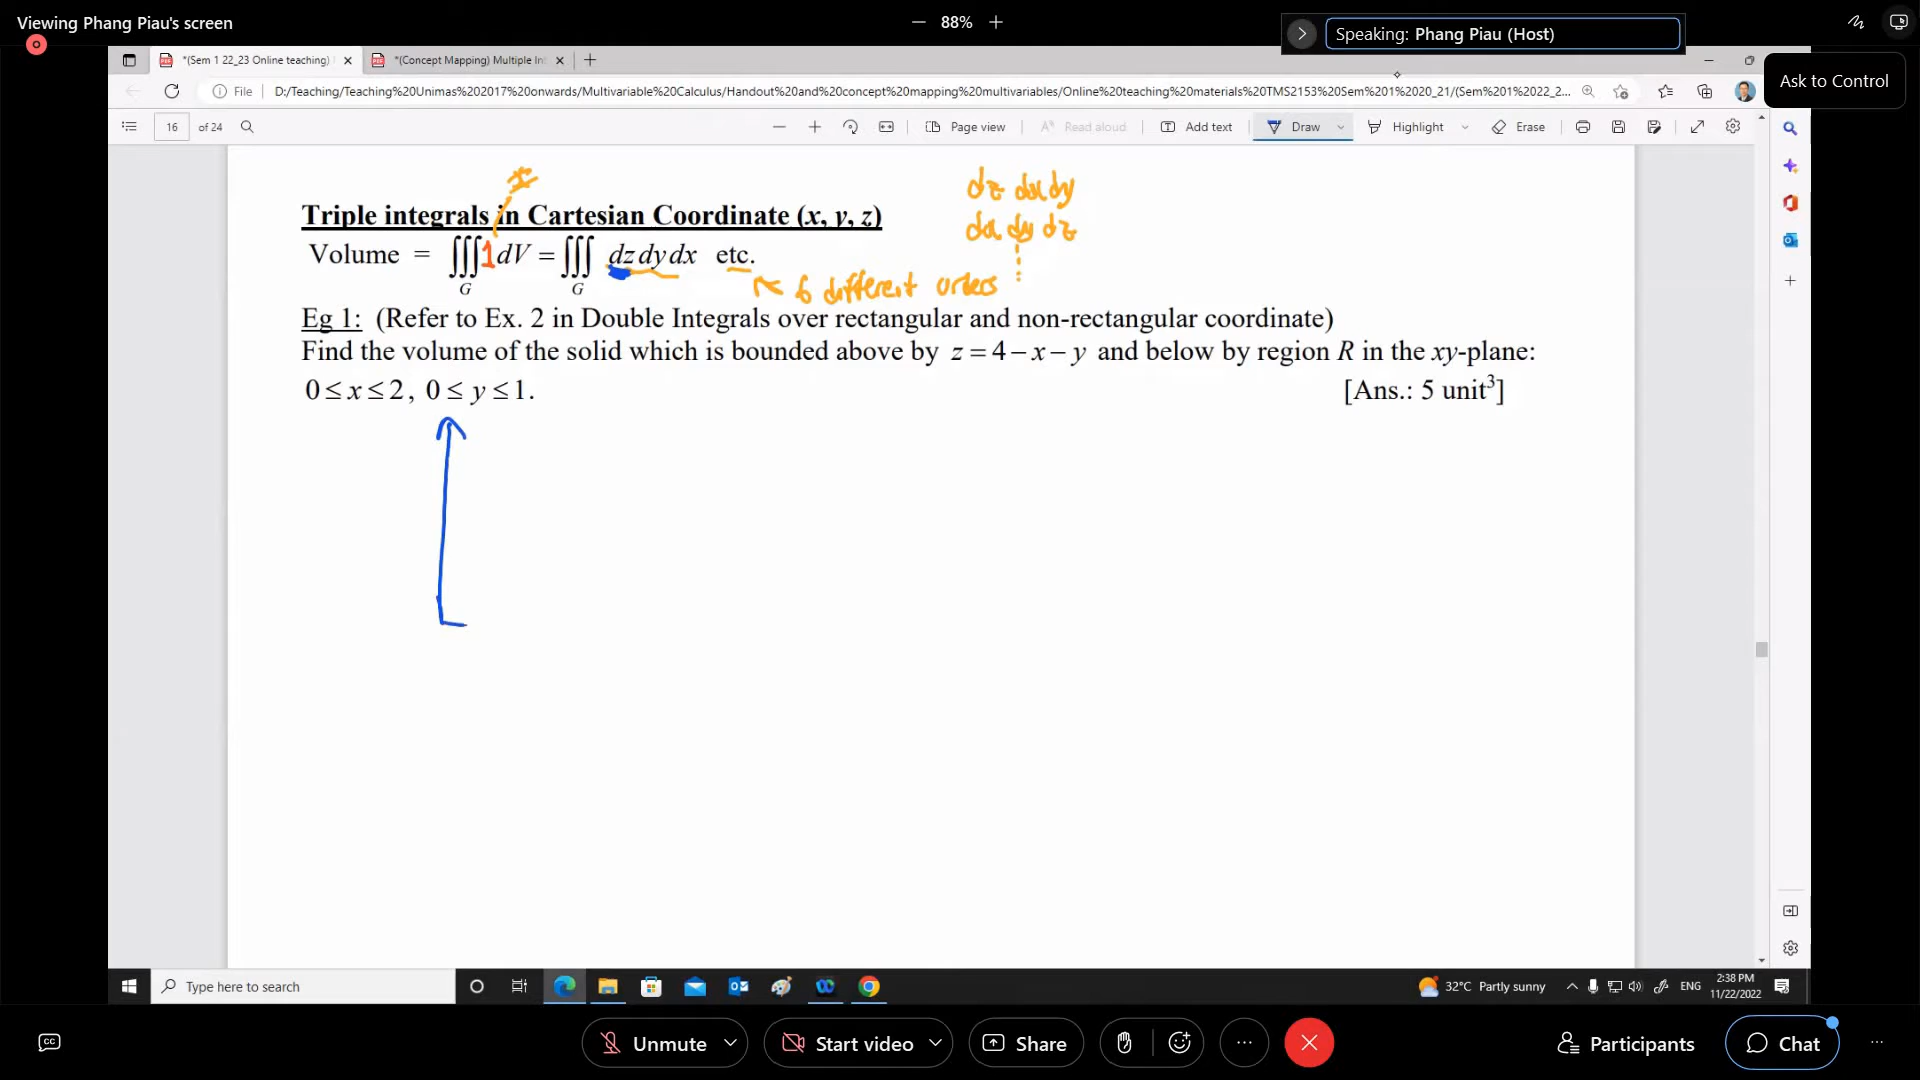 Viewing Phang Piau's screen
88%
Speaking: Phang Piau (Host)
Ask to Control
*(Sem 1 22_23 Online teaching)
*(Concept Mapping) Multiple In
File
D:/Teaching/Teaching%20Unimas%202017%20onwards/Multivariable%20Calculus/Handout%20and%20concept%20mapping%20multivariables/Online%20teaching%20materials%20TMS2153%20Sem%201%2020_21/(Sem%201%2022_2...
16 of 24
Page view
Read aloud
Add text
Draw
Highlight
Erase
dz dx dy
Triple integrals in Cartesian Coordinate (x, y, z)
dx dy dz
Volume = ∭_G 1 dV = ∭_G dz dy dx etc.
6 different orders
Eg 1: (Refer to Ex. 2 in Double Integrals over rectangular and non-rectangular coordinate)
Find the volume of the solid which is bounded above by z = 4 − x − y and below by region R in the xy-plane:
0 ≤ x ≤ 2, 0 ≤ y ≤ 1. [Ans.: 5 unit³]
Type here to search
32°C Partly sunny
ENG
2:38 PM
11/22/2022
CC
Unmute
Start video
Share
Participants
Chat